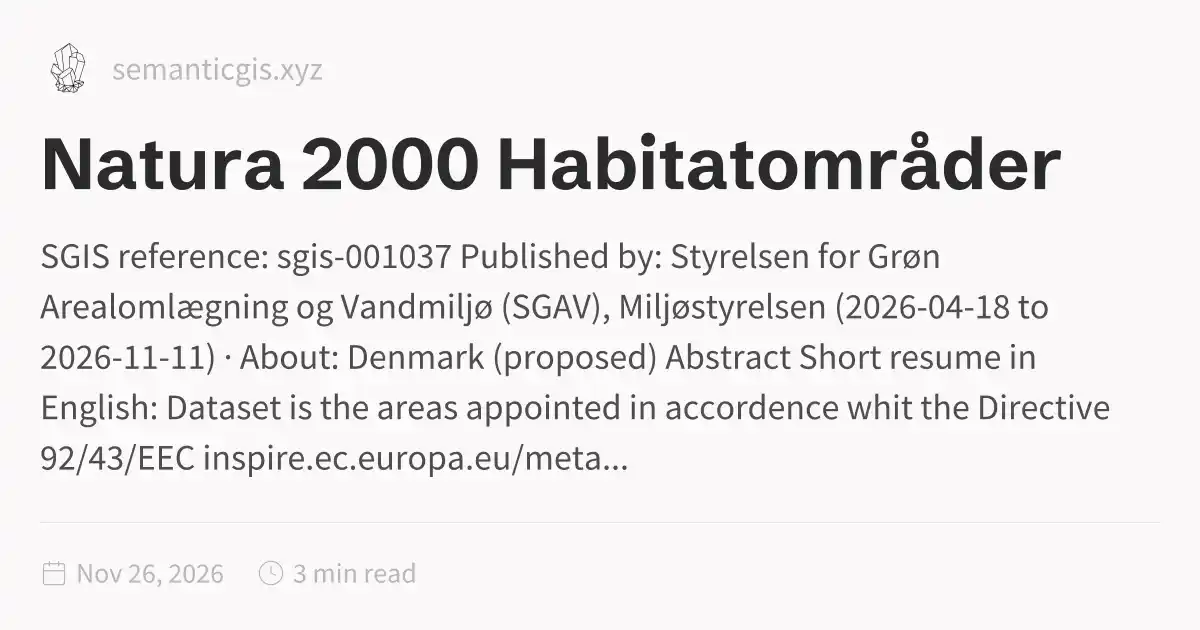 semanticgis.xyz
Natura 2000 Habitatområder
SGIS reference: sgis-001037 Published by: Styrelsen for Grøn
Arealomlægning og Vandmiljø (SGAV), Miljøstyrelsen (2026-04-18 to
2026-11-11) · About: Denmark (proposed) Abstract Short resume in
English: Dataset is the areas appointed in accordence whit the Directive
92/43/EEC inspire.ec.europa.eu/meta...
Nov 26, 2026 3 min read